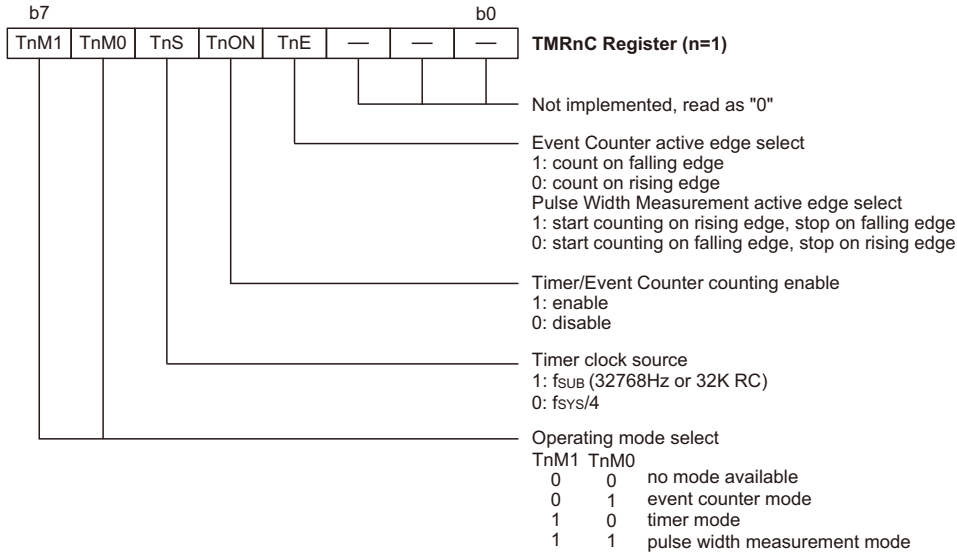 b7 b0
TnM1 TnM0 TnS TnON TnE — — — TMRnC Register (n=1)
Not implemented, read as "0"
Event Counter active edge select
1: count on falling edge
0: count on rising edge
Pulse Width Measurement active edge select
1: start counting on rising edge, stop on falling edge
0: start counting on falling edge, stop on rising edge
Timer/Event Counter counting enable
1: enable
0: disable
Timer clock source
1: fSUB (32768Hz or 32K RC)
0: fSYS/4
Operating mode select
TnM1 TnM0
0 0 no mode available
0 1 event counter mode
1 0 timer mode
1 1 pulse width measurement mode